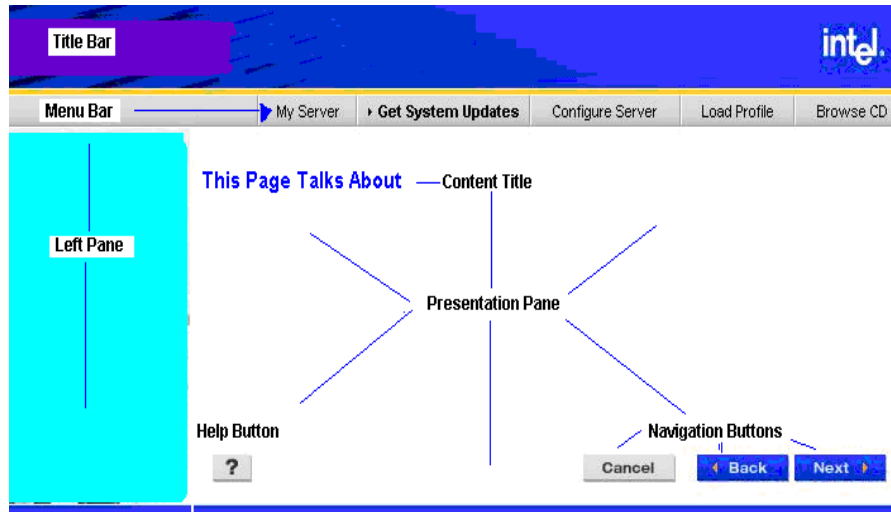 Title Bar
intel.
Menu Bar
My Server
Get System Updates
Configure Server
Load Profile
Browse CD
This Page Talks About
Content Title
Left Pane
Presentation Pane
Help Button
Navigation Buttons
?
Cancel
Back
Next